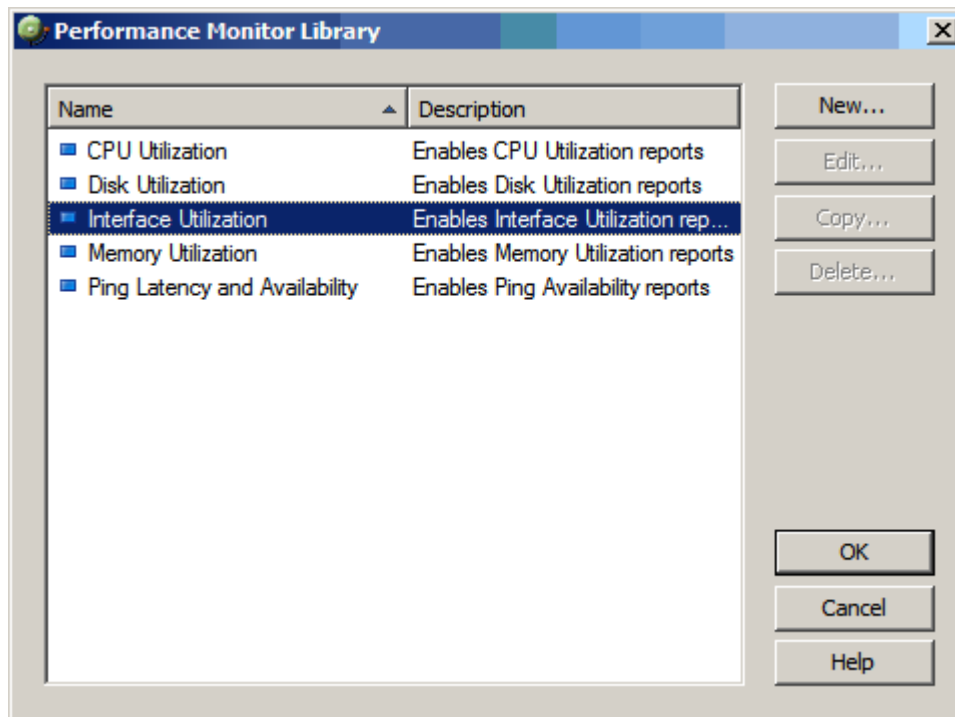 Performance Monitor Library
Name Description
CPU Utilization Enables CPU Utilization reports
Disk Utilization Enables Disk Utilization reports
Interface Utilization Enables Interface Utilization rep...
Memory Utilization Enables Memory Utilization reports
Ping Latency and Availability Enables Ping Availability reports
New...
Edit...
Copy...
Delete...
OK
Cancel
Help